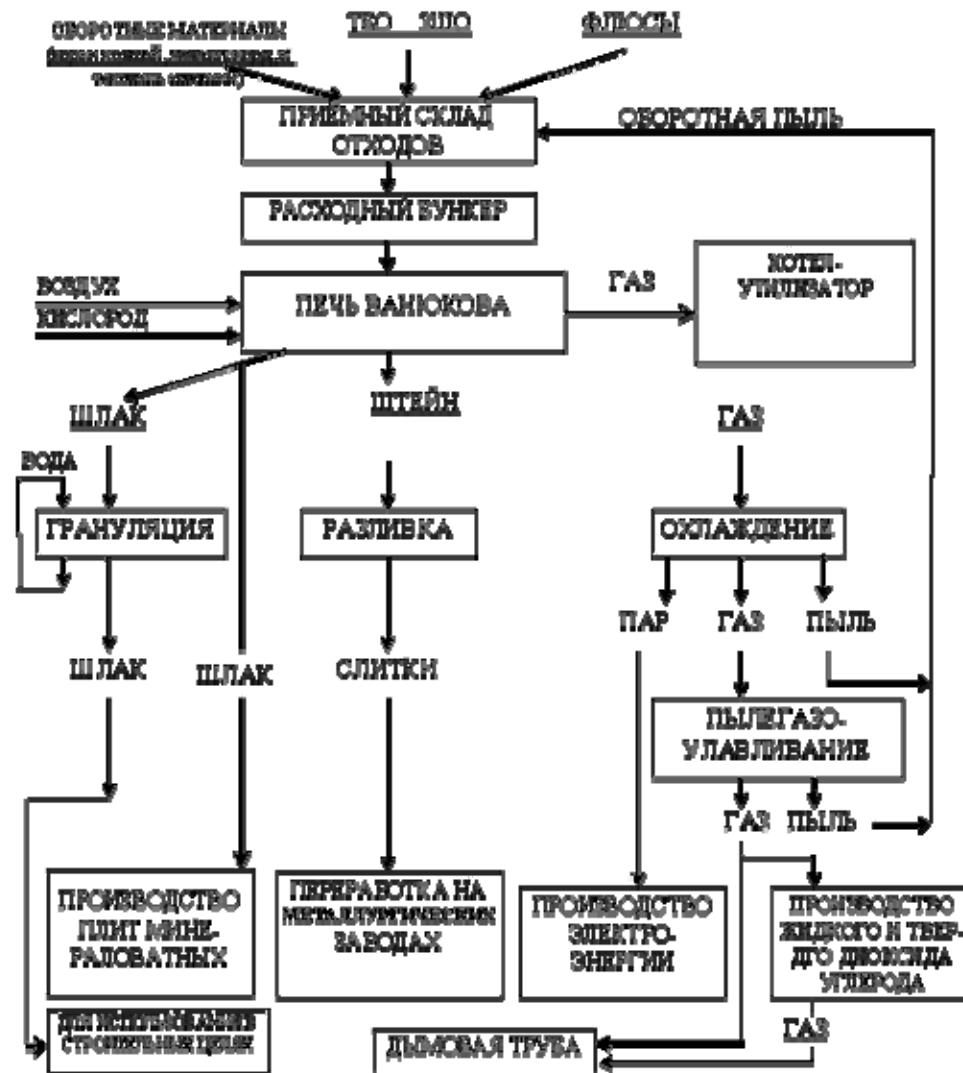 ОБОРОТНЫЕ МАТЕРИАЛЫ
ТБО ЗШО
ФЛЮСЫ
ПРИЁМНЫЙ СКЛАД
ОТХОДОВ
ОБОРОТНАЯ ПЫЛЬ
РАСХОДНЫЙ БУНКЕР
ВОЗДУХ
КИСЛОРОД
ПЕЧЬ ВАНЮКОВА
ГАЗ
КОТЕЛ-
УТИЛИЗАТОР
ШЛАК
ШТЕЙН
ГАЗ
ВОДА
ГРАНУЛЯЦИЯ
РАЗЛИВКА
ОХЛАЖДЕНИЕ
ПАР
ГАЗ
ПЫЛЬ
ШЛАК
ШЛАК
СЛИТКИ
ПЫЛЕГАЗО-
УЛАВЛИВАНИЕ
ГАЗ
ПЫЛЬ
ПРОИЗВОДСТВО
ПЛИТ МИНЕ-
РАЛОВАТНЫХ
ПЕРЕРАБОТКА НА
МЕТАЛЛУРГИЧЕСКИХ
ЗАВОДАХ
ПРОИЗВОДСТВО
ЭЛЕКТРО-
ЭНЕРГИИ
ПРОИЗВОДСТВО
ЖИДКОГО И ТВЕР-
ДГО ДИОКСИДА
УГЛЕРОДА
ДЛЯ ИСПОЛЬЗОВАНИЯ В
СТРОИТЕЛЬНЫХ ЦЕЛЯХ
ДЫМОВАЯ ТРУБА
ГАЗ